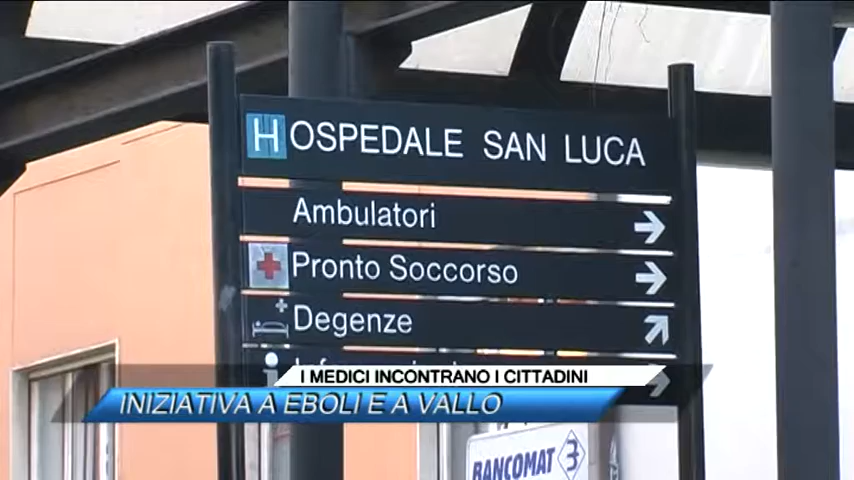 HOSPEDALE SAN LUCA
Ambulatori
Pronto Soccorso
Degenze
I MEDICI INCONTRANO I CITTADINI
INIZIATIVA A EBOLI E A VALLO
BANCOMAT